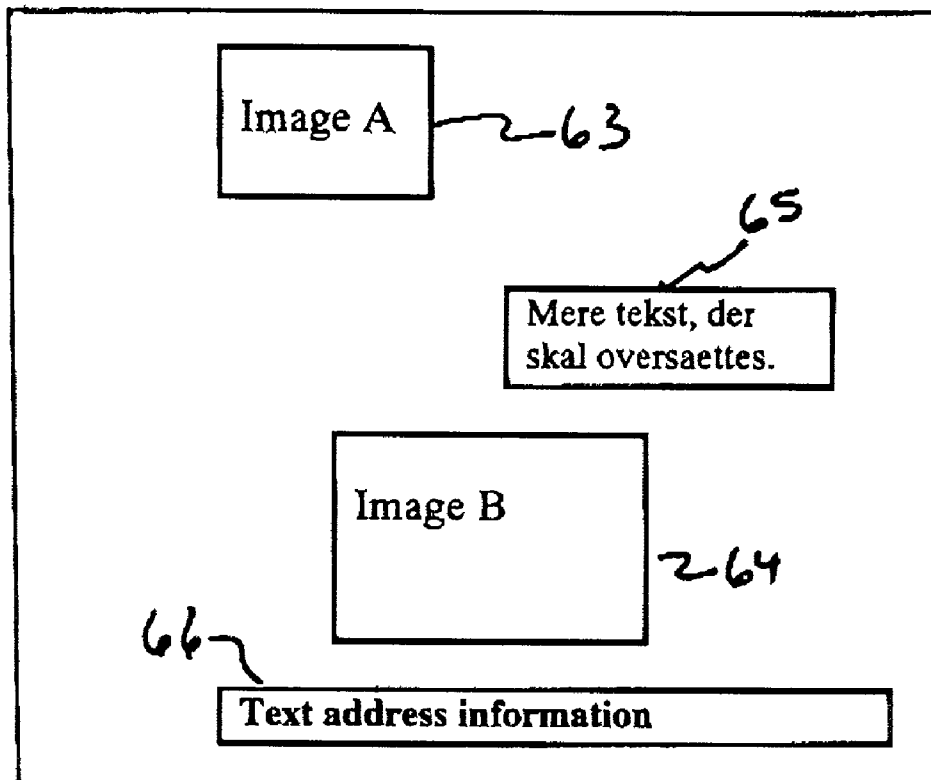 Image A
63
65
Mere tekst, der
skal oversaettes.
Image B
64
66
Text address information